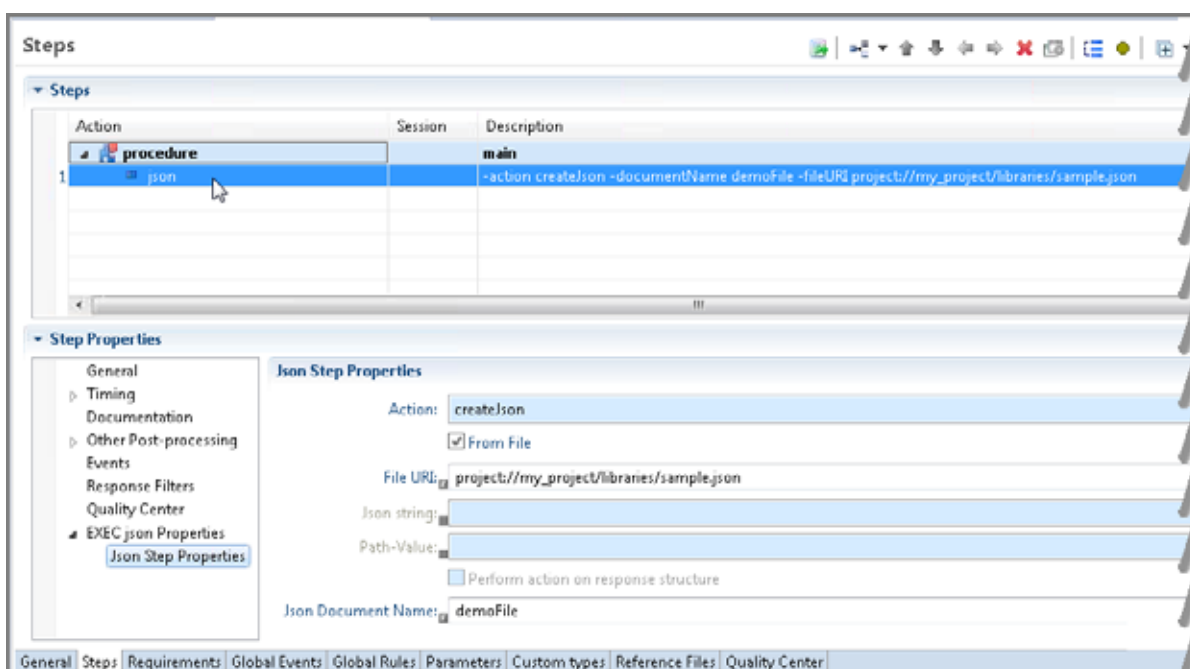 Steps
Steps
Action Session Description
procedure main
1 json -action createJson -documentName demoFile -fileURI project://my_project/libraries/sample.json
Step Properties
General
Timing
Documentation
Other Post-processing
Events
Response Filters
Quality Center
EXEC json Properties
Json Step Properties
Json Step Properties
Action: createJson
From File
File URI: project://my_project/libraries/sample.json
Json string:
Path-Value:
Perform action on response structure
Json Document Name: demoFile
General Steps Requirements Global Events Global Rules Parameters Custom types Reference Files Quality Center